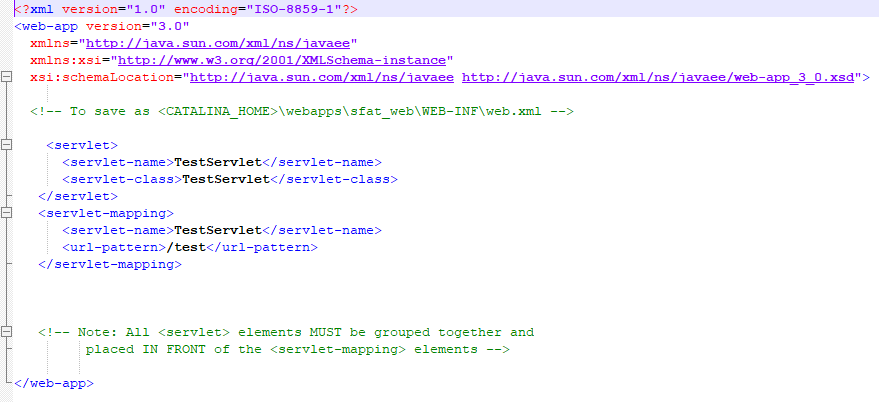 <?xml version="1.0" encoding="ISO-8859-1"?>
<web-app version="3.0"
xmlns="http://java.sun.com/xml/ns/javaee"
xmlns:xsi="http://www.w3.org/2001/XMLSchema-instance"
xsi:schemaLocation="http://java.sun.com/xml/ns/javaee http://java.sun.com/xml/ns/javaee/web-app_3_0.xsd">
<!-- To save as <CATALINA_HOME>\webapps\sfat_web\WEB-INF\web.xml -->
<servlet>
<servlet-name>TestServlet</servlet-name>
<servlet-class>TestServlet</servlet-class>
</servlet>
<servlet-mapping>
<servlet-name>TestServlet</servlet-name>
<url-pattern>/test</url-pattern>
</servlet-mapping>
<!-- Note: All <servlet> elements MUST be grouped together and
placed IN FRONT of the <servlet-mapping> elements -->
</web-app>